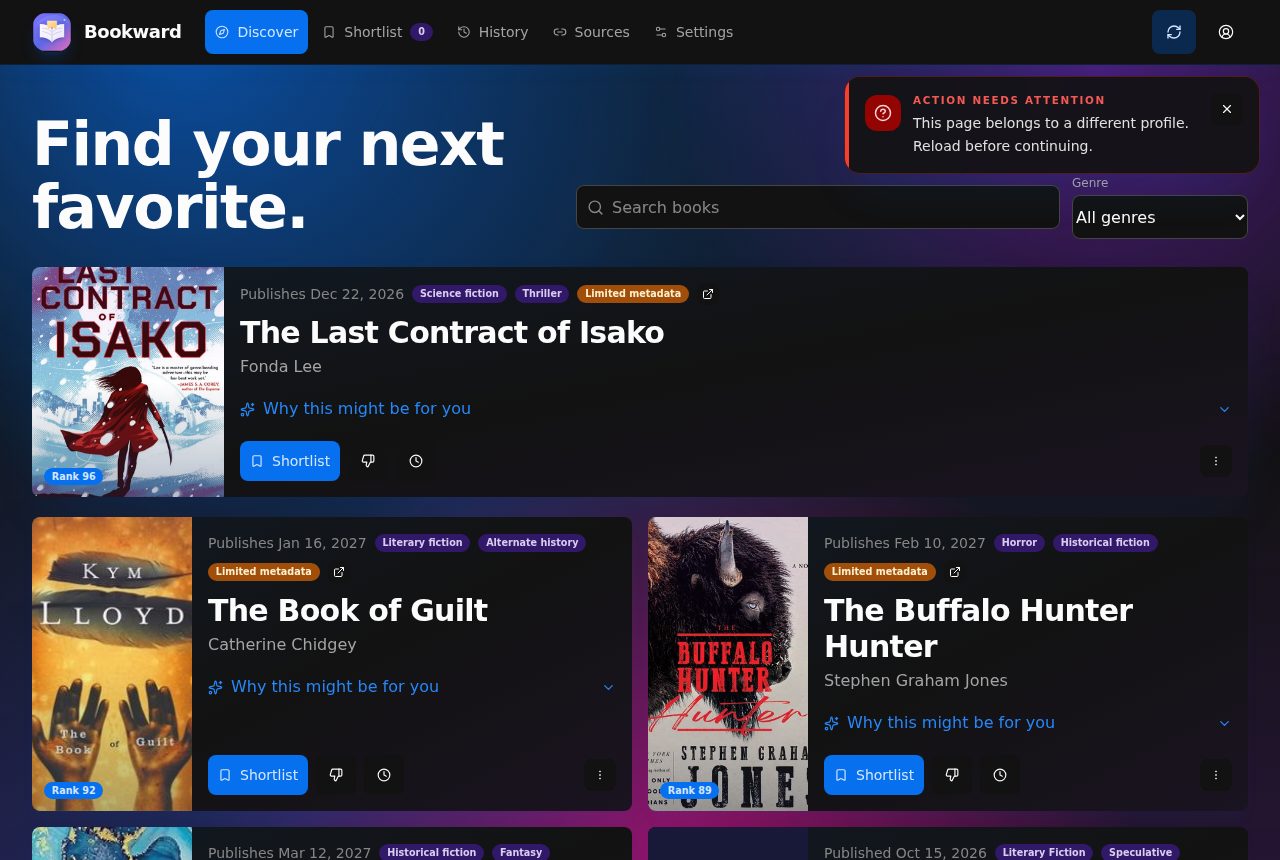 Bookward
Discover
Shortlist 0
History
Sources
Settings
ACTION NEEDS ATTENTION
This page belongs to a different profile.
Reload before continuing.
Find your next
favorite.
Search books
Genre
All genres
LAST
CONTRACT
OF
ISAKO
Rank 96
Publishes Dec 22, 2026 Science fiction Thriller Limited metadata
The Last Contract of Isako
Fonda Lee
Why this might be for you
Shortlist
KYM
LLOYD
The
Book of Guilt
Rank 92
Publishes Jan 16, 2027 Literary fiction Alternate history
Limited metadata
The Book of Guilt
Catherine Chidgey
Why this might be for you
Shortlist
THE
BUFFALO
HUNTER
Hunter
STEPHEN GRAHA
JONE
Rank 89
Publishes Feb 10, 2027 Horror Historical fiction
Limited metadata
The Buffalo Hunter
Hunter
Stephen Graham Jones
Why this might be for you
Shortlist
Publishes Mar 12, 2027 Historical fiction Fantasy
Published Oct 15, 2026 Literary Fiction Speculative